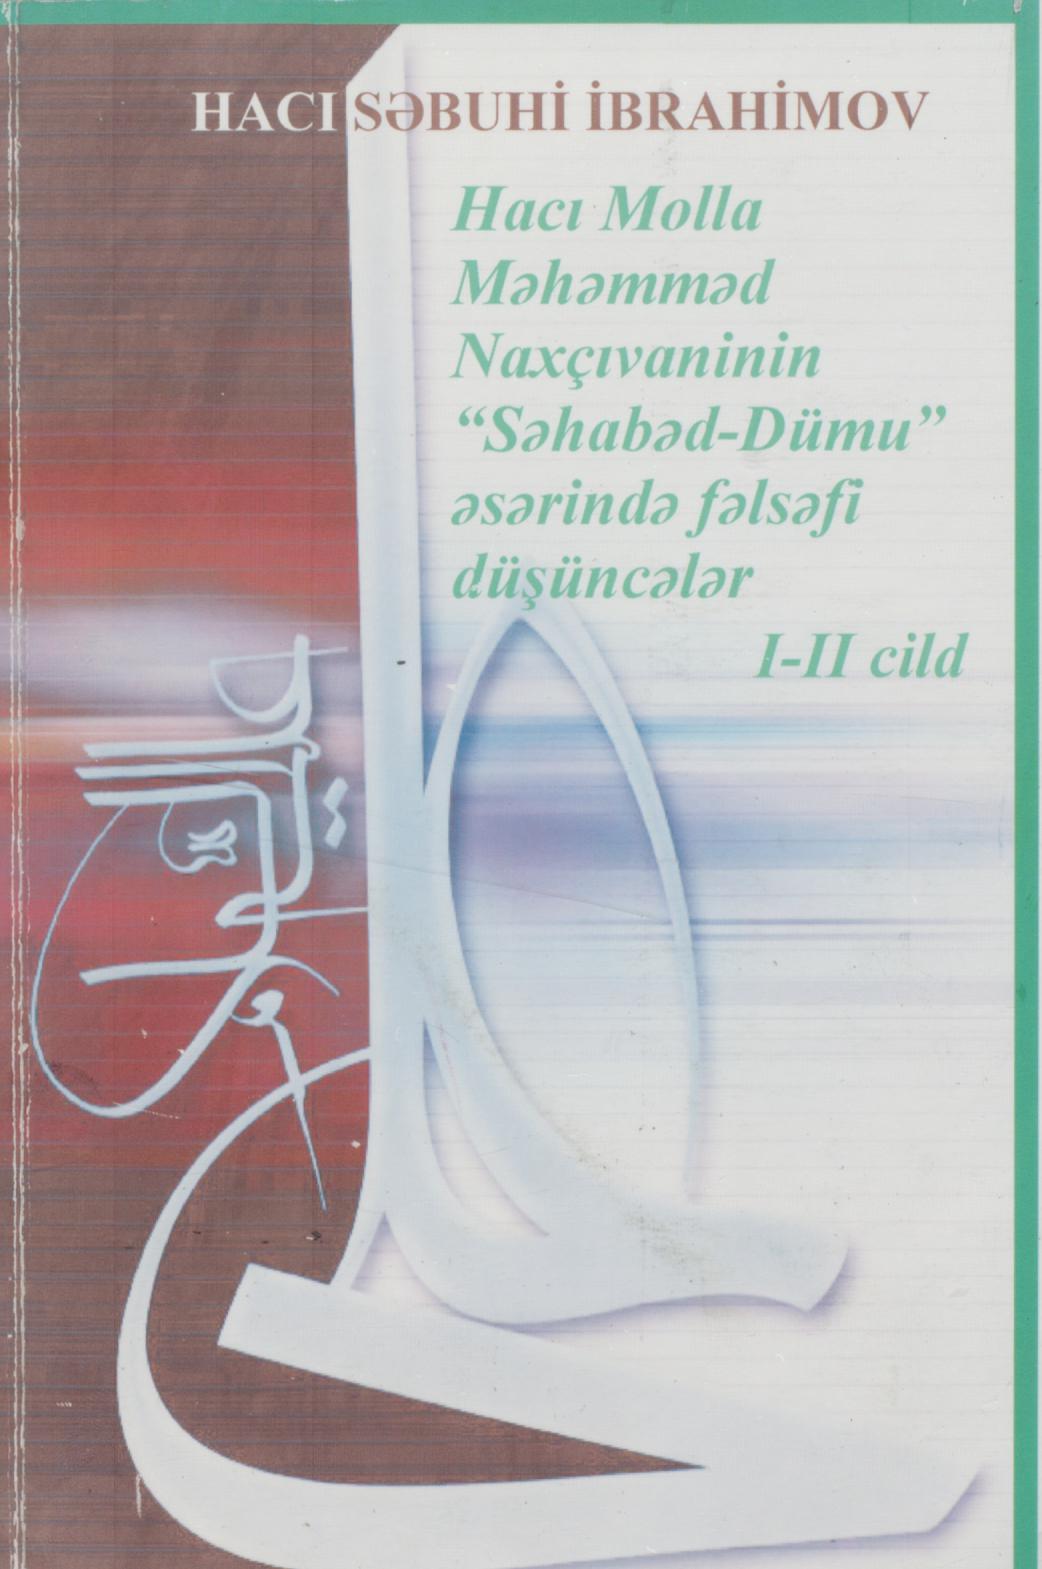 HACI SƏBUHİ İBRAHİMOV
Hacı Molla
Məhəmməd
Naxçıvaninin
“Səhabəd-Dümu”
əsərində fəlsəfi
düşüncələr
I-II cild